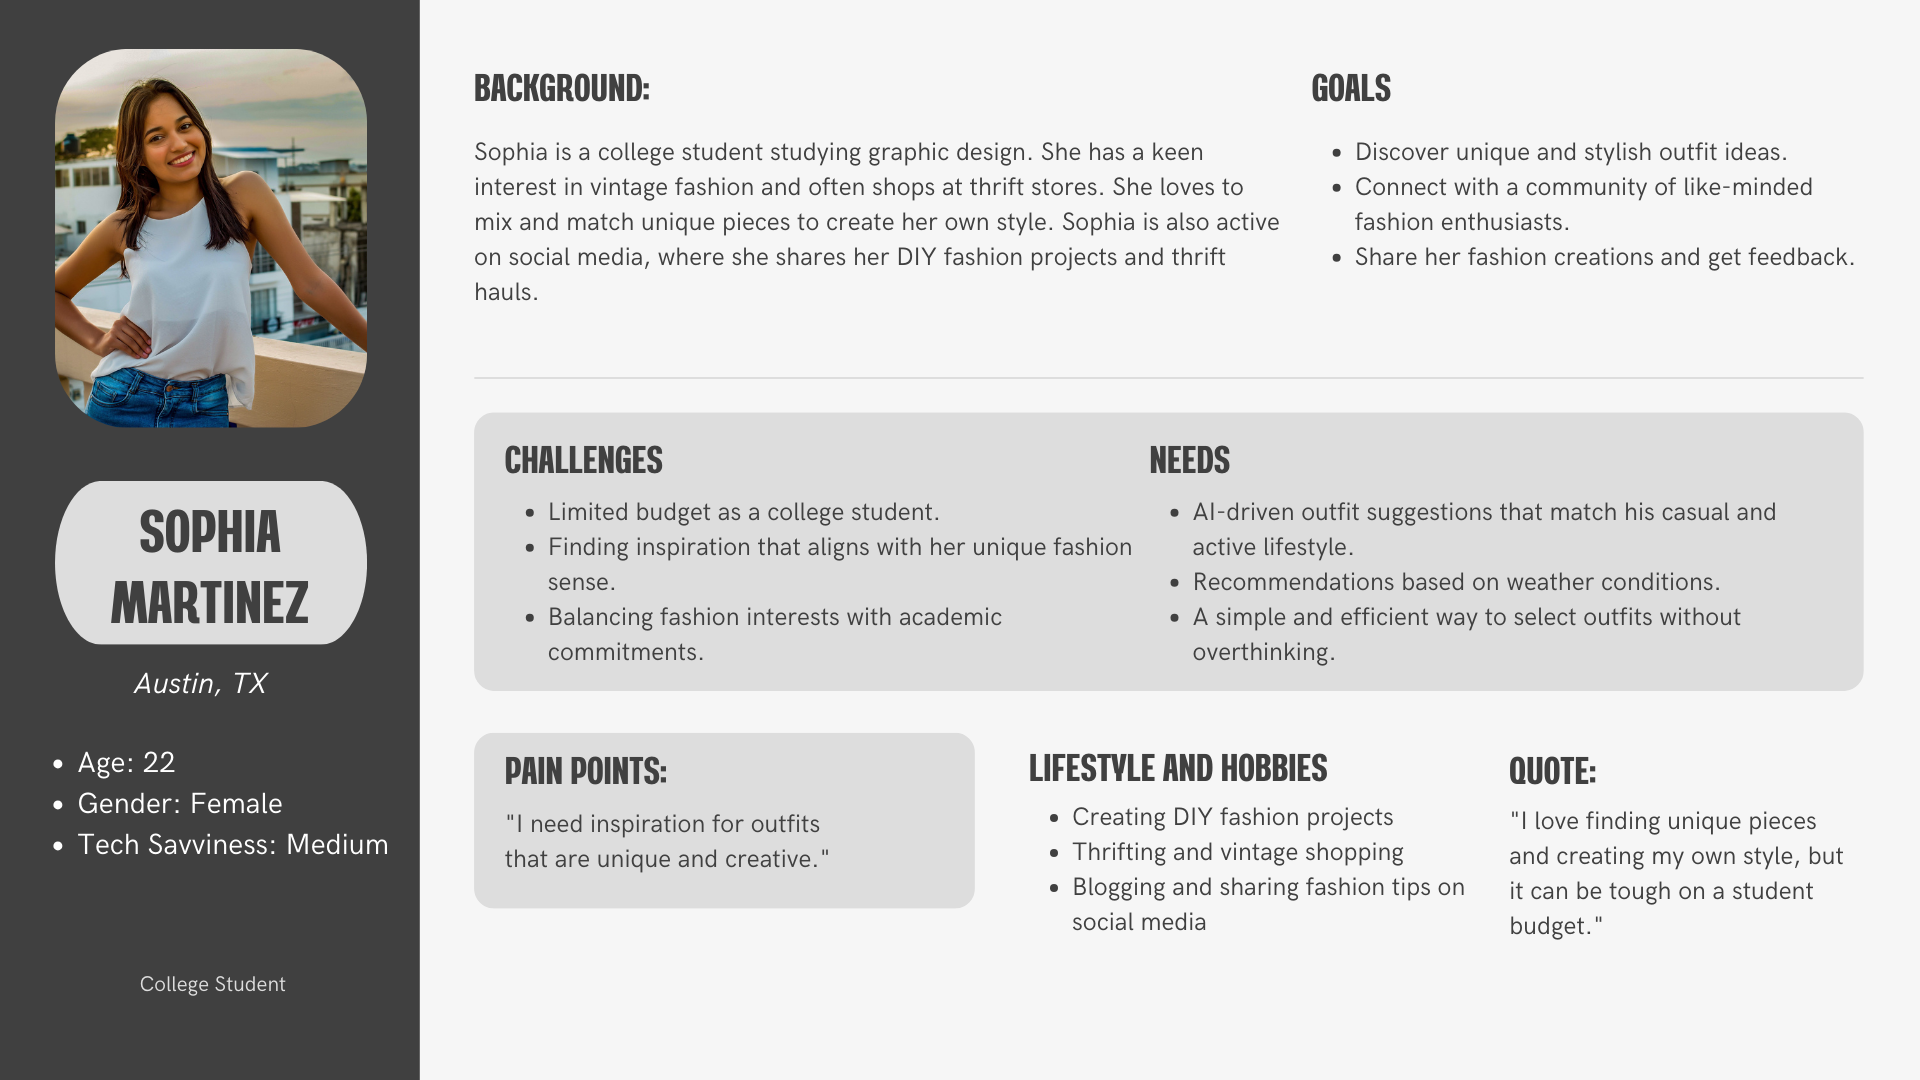 SOPHIA
MARTINEZ
Austin, TX
• Age: 22
• Gender: Female
• Tech Savviness: Medium
College Student
BACKGROUND:
Sophia is a college student studying graphic design. She has a keen
interest in vintage fashion and often shops at thrift stores. She loves to
mix and match unique pieces to create her own style. Sophia is also active
on social media, where she shares her DIY fashion projects and thrift
hauls.
GOALS
• Discover unique and stylish outfit ideas.
• Connect with a community of like-minded
fashion enthusiasts.
• Share her fashion creations and get feedback.
CHALLENGES
• Limited budget as a college student.
• Finding inspiration that aligns with her unique fashion
sense.
• Balancing fashion interests with academic
commitments.
NEEDS
• AI-driven outfit suggestions that match his casual and
active lifestyle.
• Recommendations based on weather conditions.
• A simple and efficient way to select outfits without
overthinking.
PAIN POINTS:
"I need inspiration for outfits
that are unique and creative."
LIFESTYLE AND HOBBIES
• Creating DIY fashion projects
• Thrifting and vintage shopping
• Blogging and sharing fashion tips on
social media
QUOTE:
"I love finding unique pieces
and creating my own style, but
it can be tough on a student
budget."